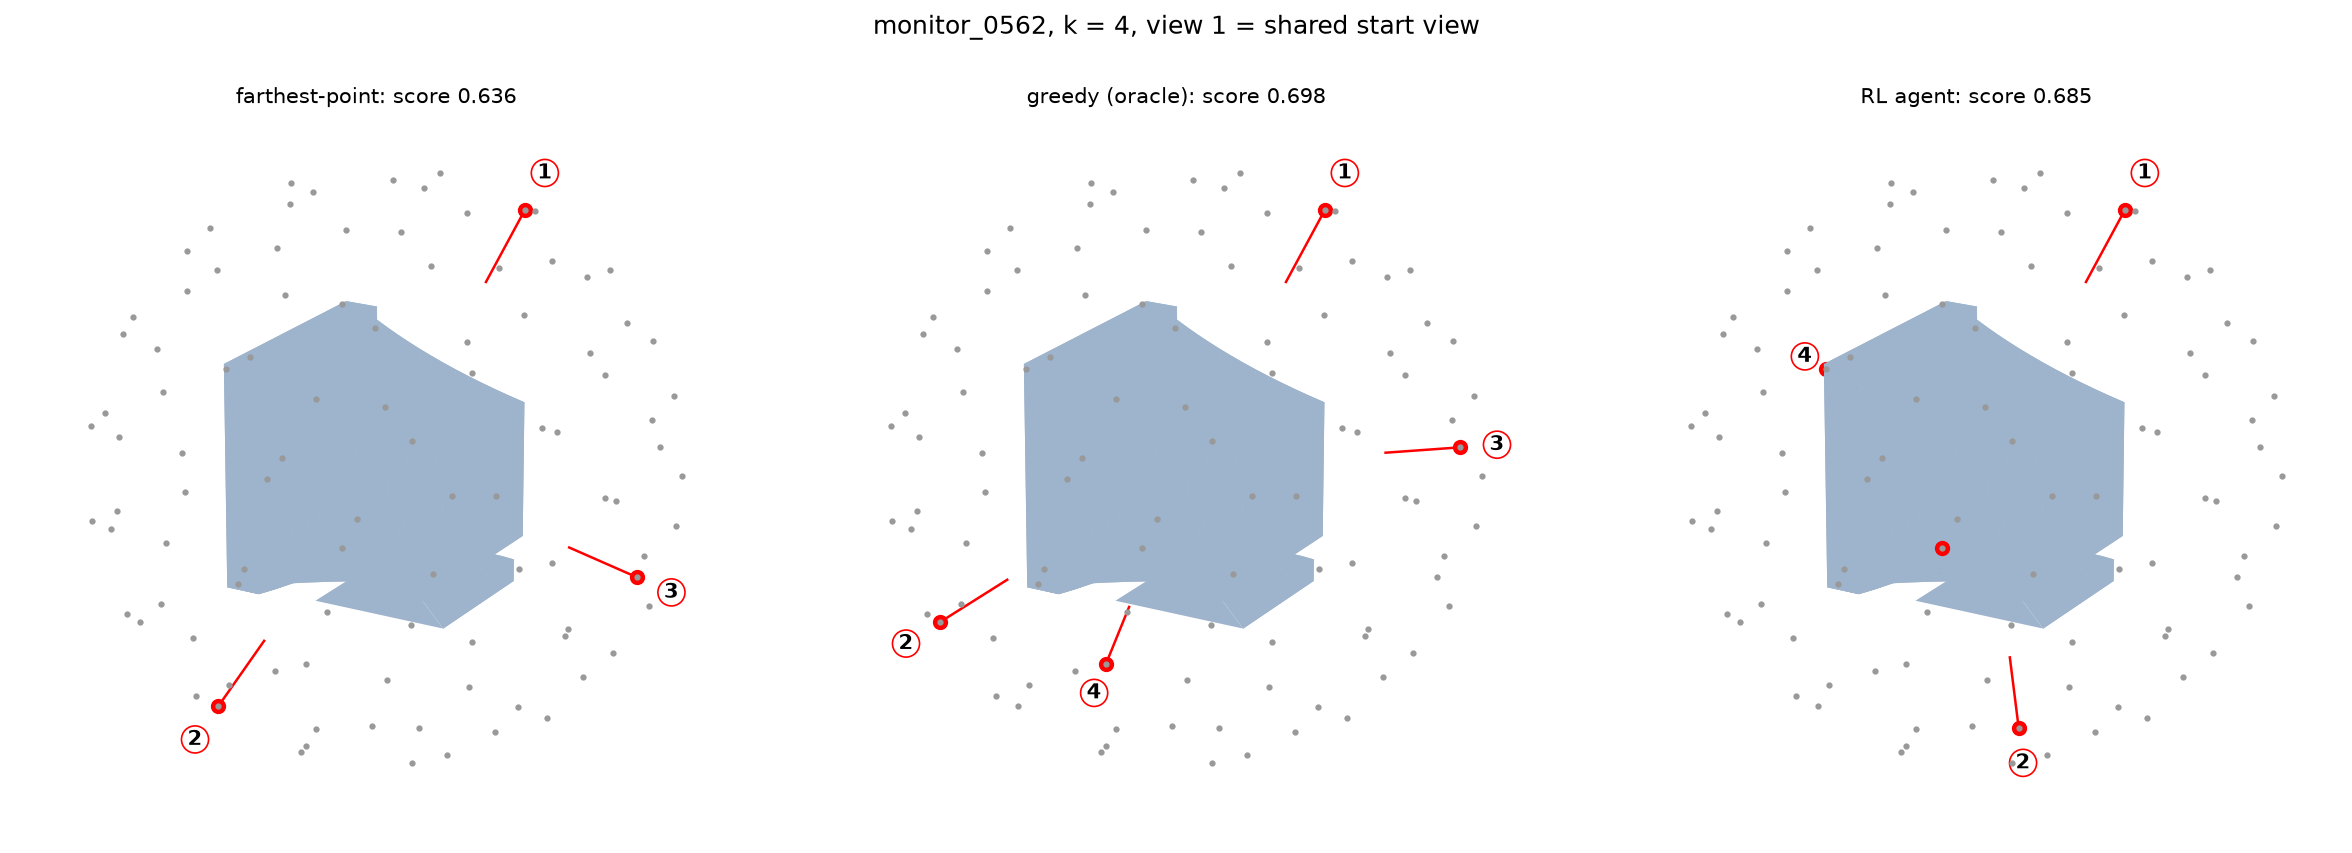 monitor_0562, k = 4, view 1 = shared start view
farthest-point: score 0.636
greedy (oracle): score 0.698
RL agent: score 0.685
1
2
3
1
2
3
4
1
2
4